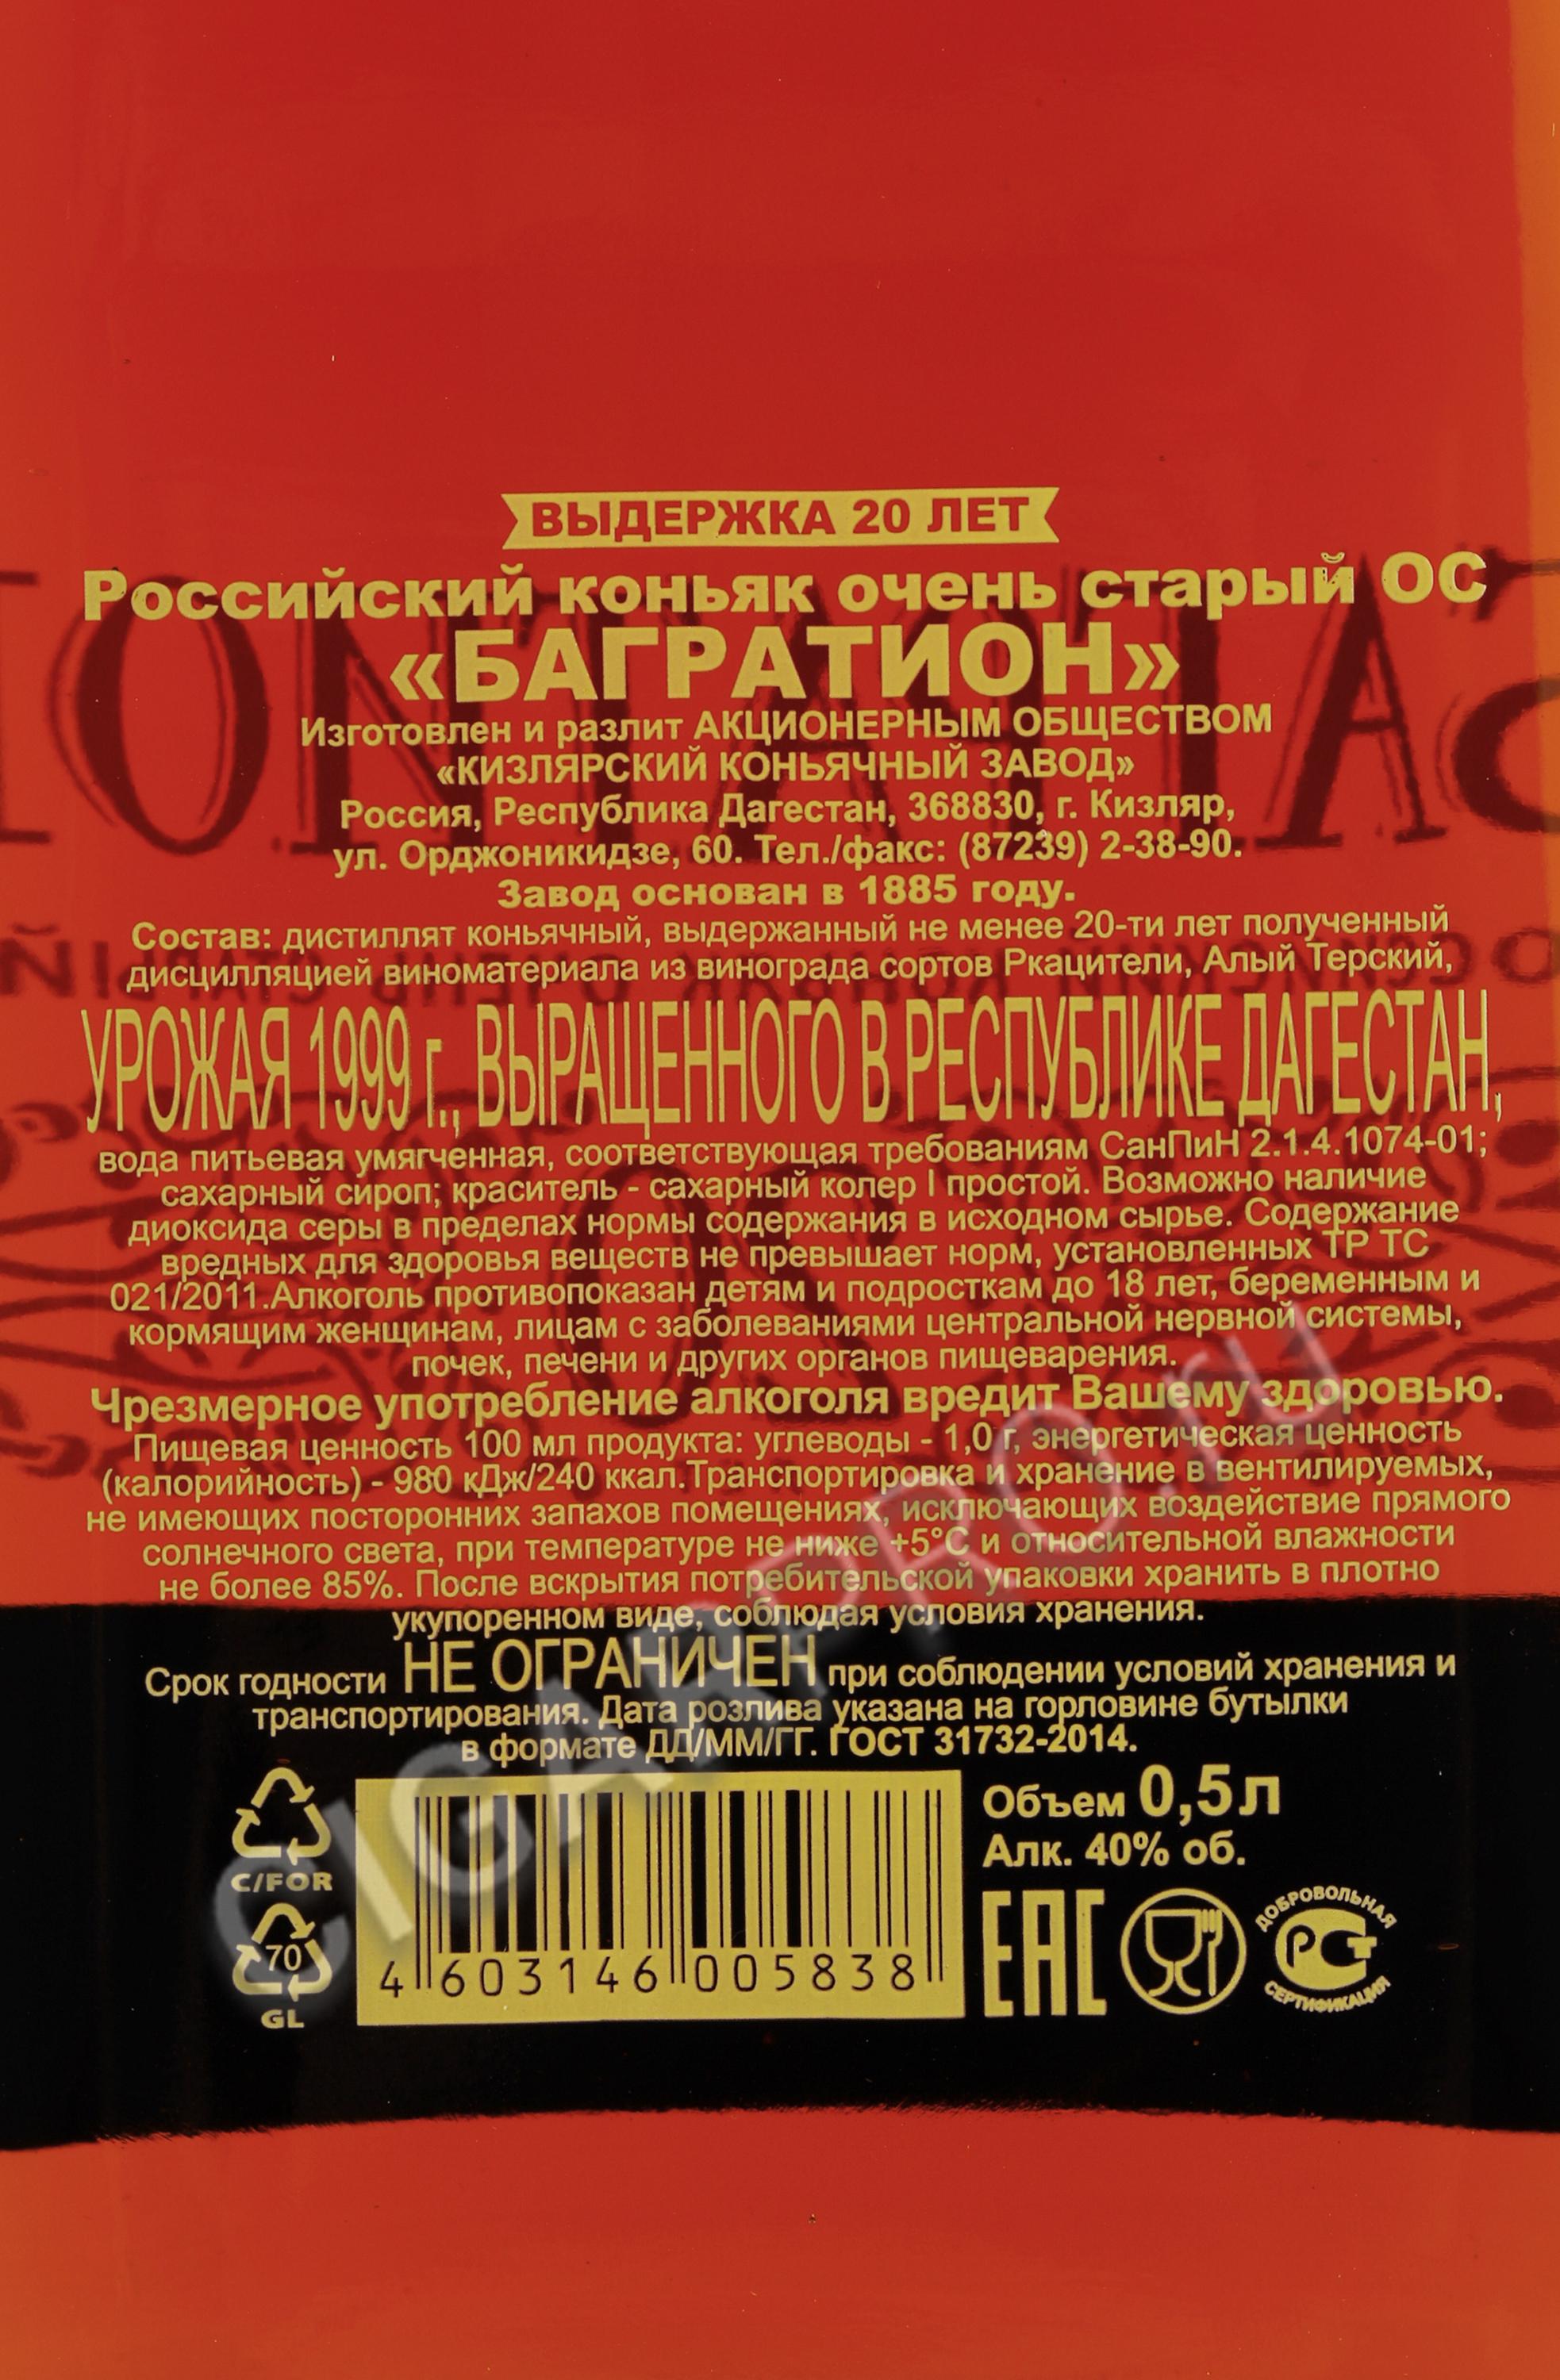 ВЫДЕРЖКА 20 ЛЕТ
Российский коньяк очень старый ОС
«БАГРАТИОН»
Изготовлен и разлит АКЦИОНЕРНЫМ ОБЩЕСТВОМ
«КИЗЛЯРСКИЙ КОНЬЯЧНЫЙ ЗАВОД»
Россия, Республика Дагестан, 368830, г. Кизляр,
ул. Орджоникидзе, 60. Тел./факс: (87239) 2-38-90.
Завод основан в 1885 году.
Состав: дистиллят коньячный, выдержанный не менее 20-ти лет полученный
дисцилляцией виноматериала из винограда сортов Ркацители, Алый Терский,
УРОЖАЯ 1999 г., ВЫРАЩЕННОГО В РЕСПУБЛИКЕ ДАГЕСТАН,
вода питьевая умягченная, соответствующая требованиям СанПиН 2.1.4.1074-01;
сахарный сироп; краситель - сахарный колер I простой. Возможно наличие
диоксида серы в пределах нормы содержания в исходном сырье. Содержание
вредных для здоровья веществ не превышает норм, установленных ТР ТС
021/2011.Алкоголь противопоказан детям и подросткам до 18 лет, беременным и
кормящим женщинам, лицам с заболеваниями центральной нервной системы,
почек, печени и других органов пищеварения.
Чрезмерное употребление алкоголя вредит Вашему здоровью.
Пищевая ценность 100 мл продукта: углеводы - 1,0 г, энергетическая ценность
(калорийность) - 980 кДж/240 ккал.Транспортировка и хранение в вентилируемых,
не имеющих посторонних запахов помещениях, исключающих воздействие прямого
солнечного света, при температуре не ниже +5°С и относительной влажности
не более 85%. После вскрытия потребительской упаковки хранить в плотно
укупоренном виде, соблюдая условия хранения.
Срок годности НЕ ОГРАНИЧЕН при соблюдении условий хранения и
транспортирования. Дата розлива указана на горловине бутылки
в формате ДД/ММ/ГГ. ГОСТ 31732-2014.
C/FOR
70
GL
4 603146 005838
Объем 0,5л
Алк. 40% об.
EAC
ДОБРОВОЛЬНАЯ
РСТ
СЕРТИФИКАЦИЯ
CIGARPRO.ru